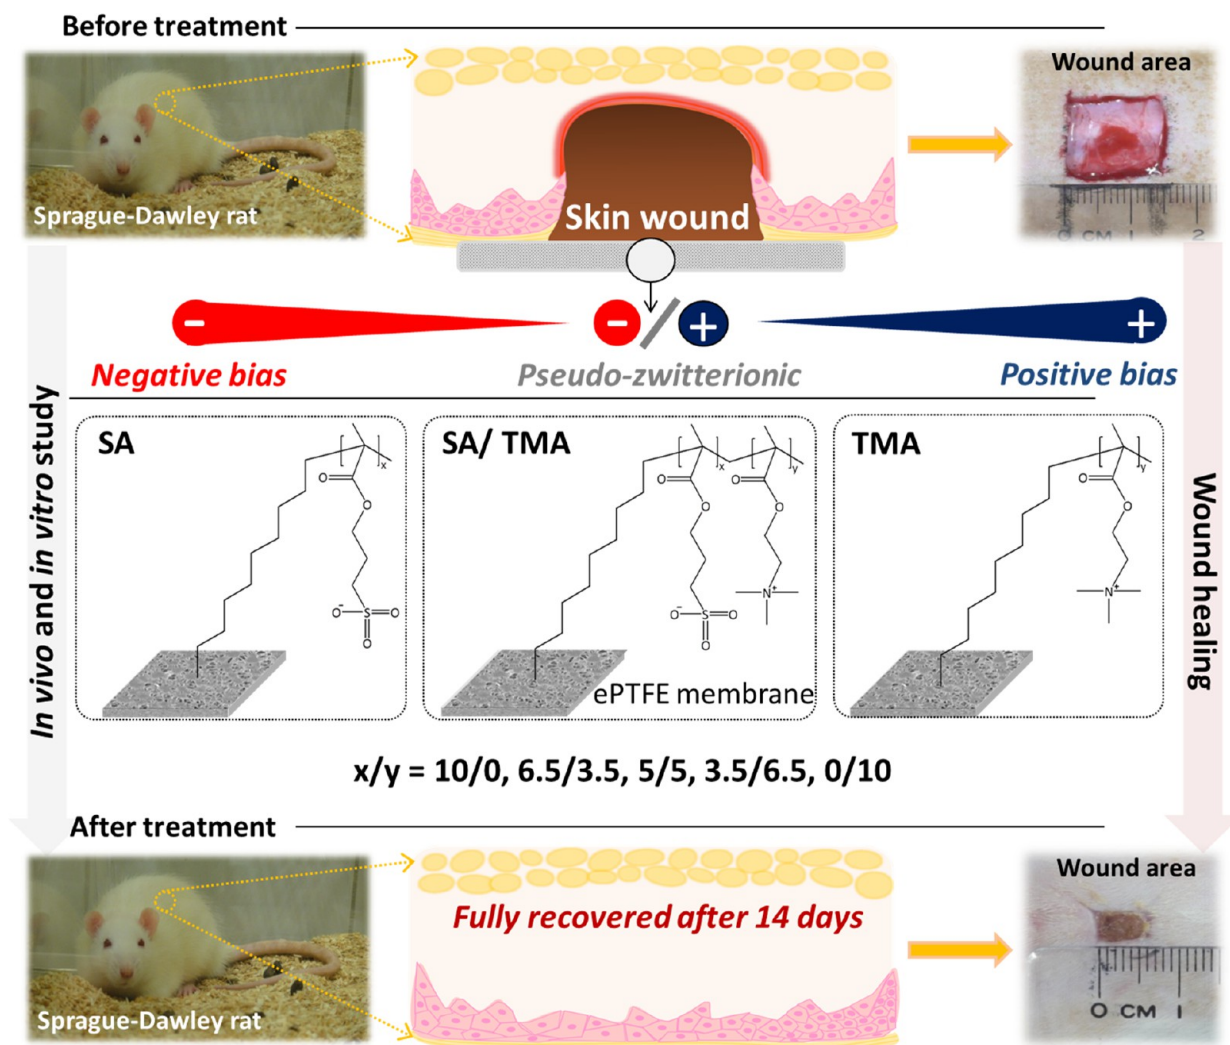 Before treatment
Wound area
Sprague-Dawley rat
Skin wound
0 CM 1 2
- - / + +
Negative bias Pseudo-zwitterionic Positive bias
In vivo and in vitro study
Wound healing
SA
[ ]x
O
O
O⁻ S O
O
SA/ TMA
[ ]x [ ]y
O O
O O
O⁻ S O
O
N⁺
ePTFE membrane
TMA
[ ]y
O
O
N⁺
x/y = 10/0, 6.5/3.5, 5/5, 3.5/6.5, 0/10
After treatment
Wound area
Fully recovered after 14 days
Sprague-Dawley rat
0 CM 1